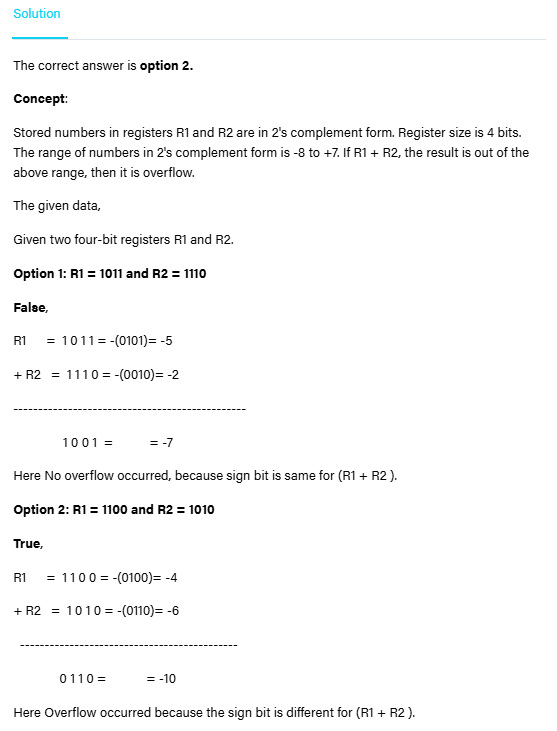 Solution
The correct answer is option 2.
Concept:
Stored numbers in registers R1 and R2 are in 2's complement form. Register size is 4 bits.
The range of numbers in 2's complement form is -8 to +7. If R1 + R2, the result is out of the
above range, then it is overflow.
The given data,
Given two four-bit registers R1 and R2.
Option 1: R1 = 1011 and R2 = 1110
False,
R1 = 1 0 1 1 = -(0101)= -5
+ R2 = 1 1 1 0 = -(0010)= -2
------------------------------------------------
1 0 0 1 = = -7
Here No overflow occurred, because sign bit is same for (R1 + R2 ).
Option 2: R1 = 1100 and R2 = 1010
True,
R1 = 1 1 0 0 = -(0100)= -4
+ R2 = 1 0 1 0 = -(0110)= -6
---------------------------------------------
0 1 1 0 = = -10
Here Overflow occurred because the sign bit is different for (R1 + R2 ).